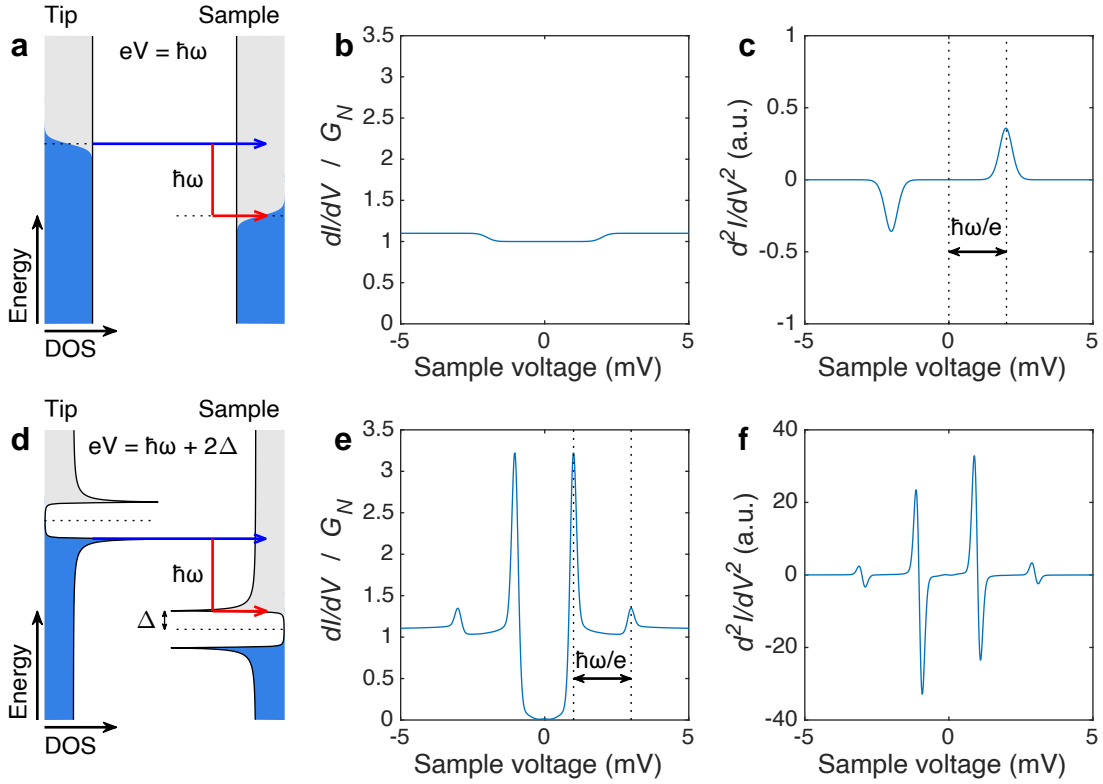 Tip Sample
a
eV = ħω
ħω
Energy
DOS
b
3.5
3
2.5
2
1.5
1
0.5
0
-5 0 5
dI/dV / G_N
Sample voltage (mV)
c
1
0.5
0
-0.5
-1
-5 0 5
d²I/dV² (a.u.)
ħω/e
Sample voltage (mV)
Tip Sample
d
eV = ħω + 2Δ
ħω
Δ
Energy
DOS
e
3.5
3
2.5
2
1.5
1
0.5
0
-5 0 5
dI/dV / G_N
ħω/e
Sample voltage (mV)
f
40
20
0
-20
-40
-5 0 5
d²I/dV² (a.u.)
Sample voltage (mV)